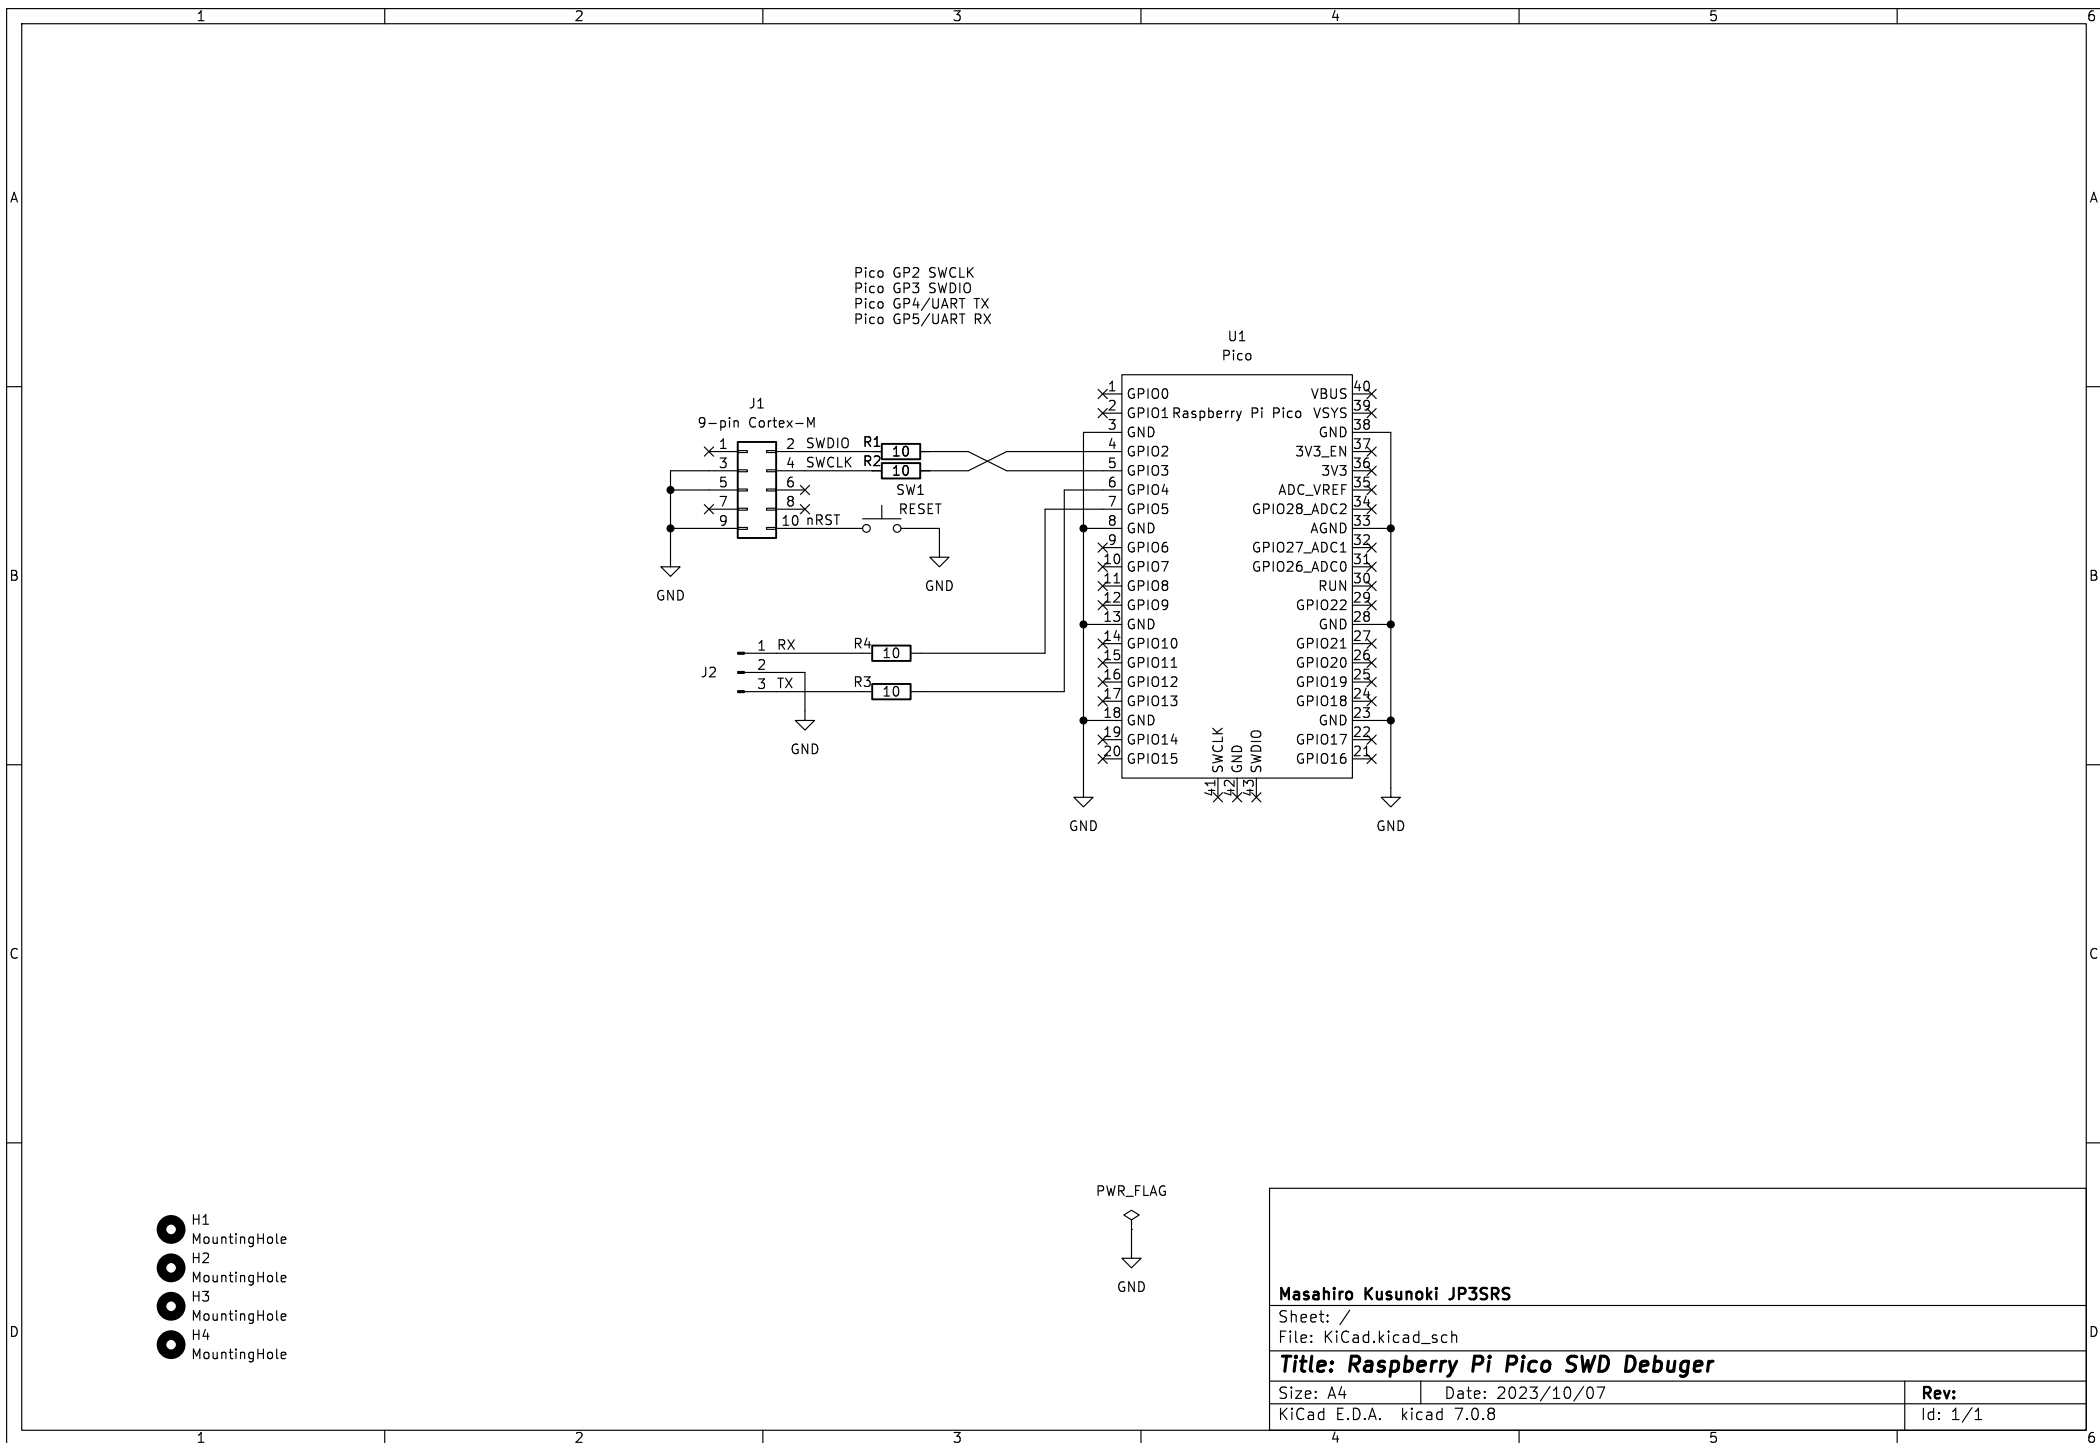 1 2 3 4 5 6
A A
Pico GP2 SWCLK
Pico GP3 SWDIO
Pico GP4/UART TX
Pico GP5/UART RX
U1
Pico
J1
9-pin Cortex-M
1 2 SWDIO R1 10
3 4 SWCLK R2 10
5 6 SW1
7 8 RESET
9 10 nRST
GND
GND
1 RX R4 10
J2 2
3 TX R3 10
GND
1 GPIO0 VBUS 40
2 GPIO1 Raspberry Pi Pico VSYS 39
3 GND GND 38
4 GPIO2 3V3_EN 37
5 GPIO3 3V3 36
6 GPIO4 ADC_VREF 35
7 GPIO5 GPIO28_ADC2 34
8 GND AGND 33
9 GPIO6 GPIO27_ADC1 32
10 GPIO7 GPIO26_ADC0 31
11 GPIO8 RUN 30
12 GPIO9 GPIO22 29
13 GND GND 28
14 GPIO10 GPIO21 27
15 GPIO11 GPIO20 26
16 GPIO12 GPIO19 25
17 GPIO13 GPIO18 24
18 GND GND 23
19 GPIO14 GPIO17 22
20 GPIO15 GPIO16 21
SWCLK GND SWDIO
41 42 43
GND GND
B B
C C
PWR_FLAG
GND
H1
MountingHole
H2
MountingHole
H3
MountingHole
H4
MountingHole
D D
Masahiro Kusunoki JP3SRS
Sheet: /
File: KiCad.kicad_sch
Title: Raspberry Pi Pico SWD Debuger
Size: A4 Date: 2023/10/07 Rev:
KiCad E.D.A. kicad 7.0.8 Id: 1/1
1 2 3 4 5 6